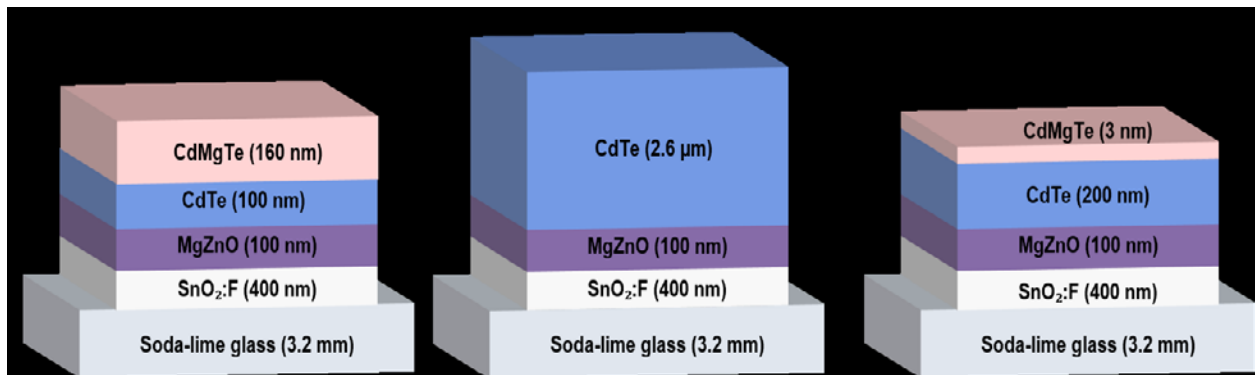 CdMgTe (160 nm)
CdTe (100 nm)
MgZnO (100 nm)
SnO₂:F (400 nm)
Soda-lime glass (3.2 mm)
CdTe (2.6 µm)
MgZnO (100 nm)
SnO₂:F (400 nm)
Soda-lime glass (3.2 mm)
CdMgTe (3 nm)
CdTe (200 nm)
MgZnO (100 nm)
SnO₂:F (400 nm)
Soda-lime glass (3.2 mm)